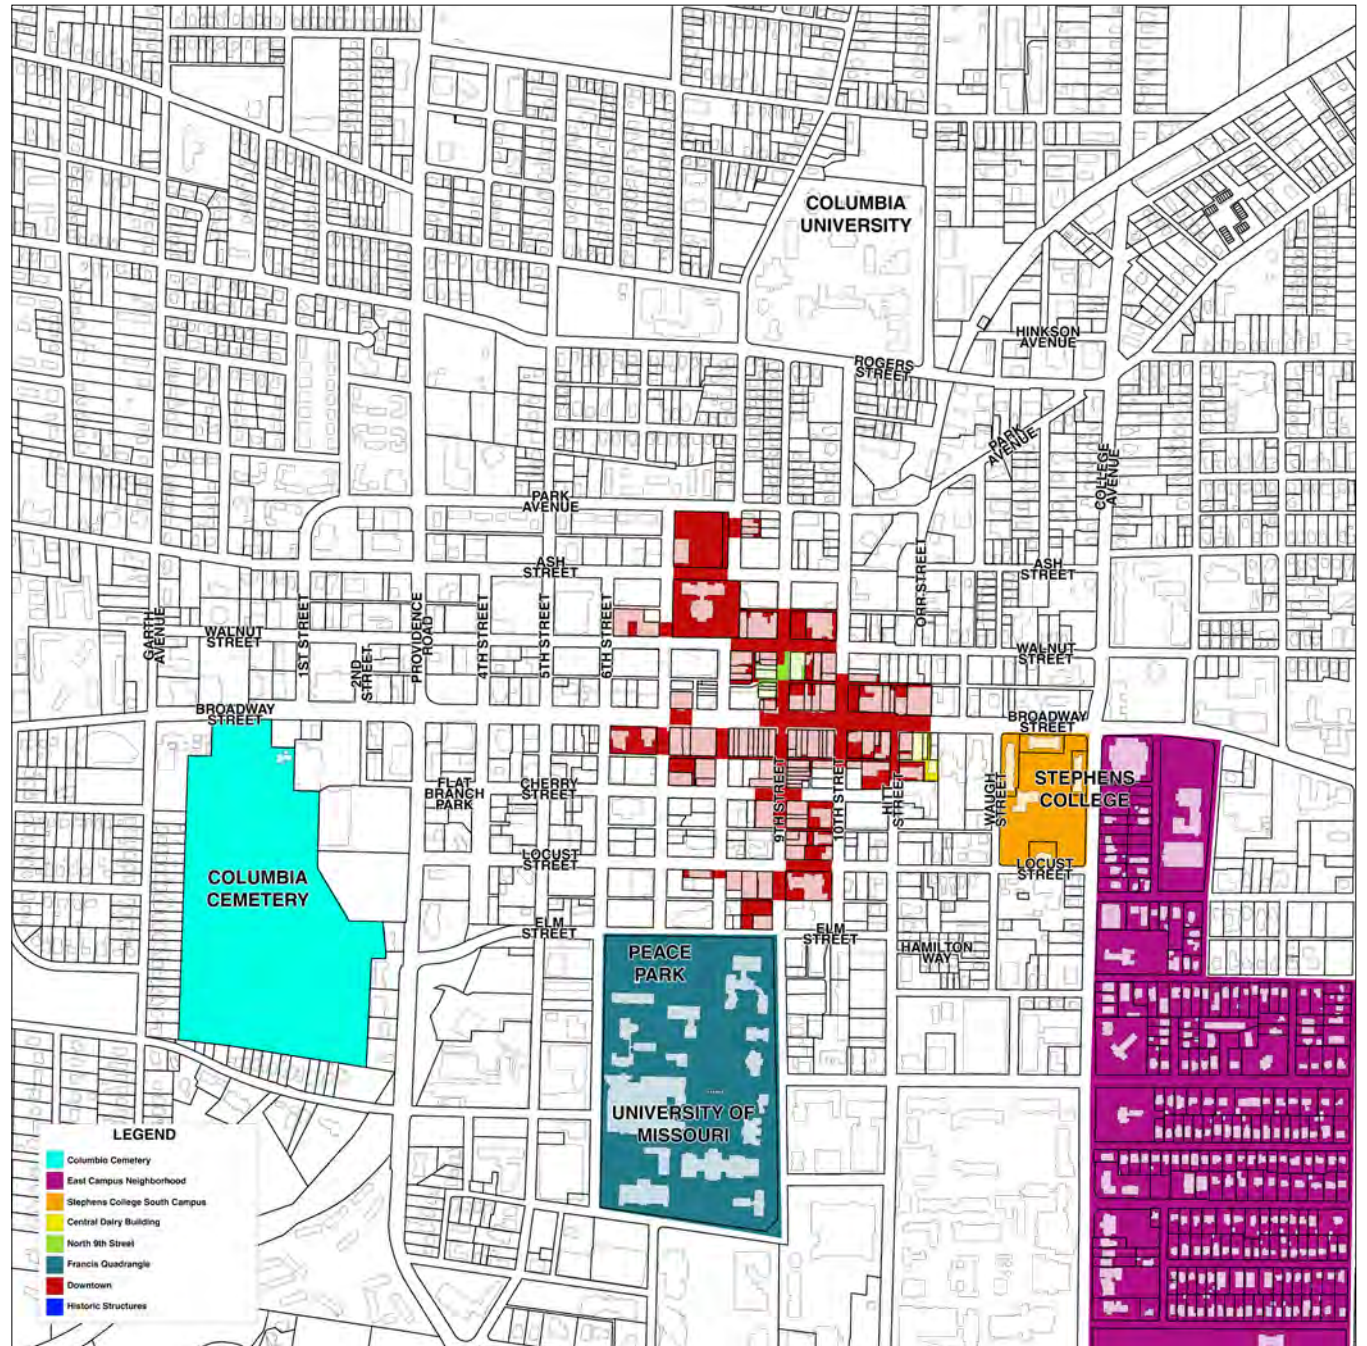 COLUMBIA
UNIVERSITY
HINKSON
AVENUE
ROGERS
STREET
PARK
AVENUE
COLLEGE
AVENUE
PARK
AVENUE
ASH
STREET
ORR STREET
ASH
STREET
GARTH
AVENUE
WALNUT
STREET
1ST STREET
2ND
STREET
PROVIDENCE
ROAD
4TH STREET
5TH STREET
6TH STREET
WALNUT
STREET
BROADWAY
STREET
BROADWAY
STREET
FLAT
BRANCH
PARK
CHERRY
STREET
9TH STREET
10TH STRET
HITT
STREET
WAUGH
STREET
STEPHENS
COLLEGE
LOCUST
STREET
LOCUST
STREET
COLUMBIA
CEMETERY
ELM
STREET
ELM
STREET
HAMILTON
WAY
PEACE
PARK
UNIVERSITY OF
MISSOURI
LEGEND
Columbia Cemetery
East Campus Neighborhood
Stephens College South Campus
Central Dairy Building
North 9th Street
Francis Quadrangle
Downtown
Historic Structures